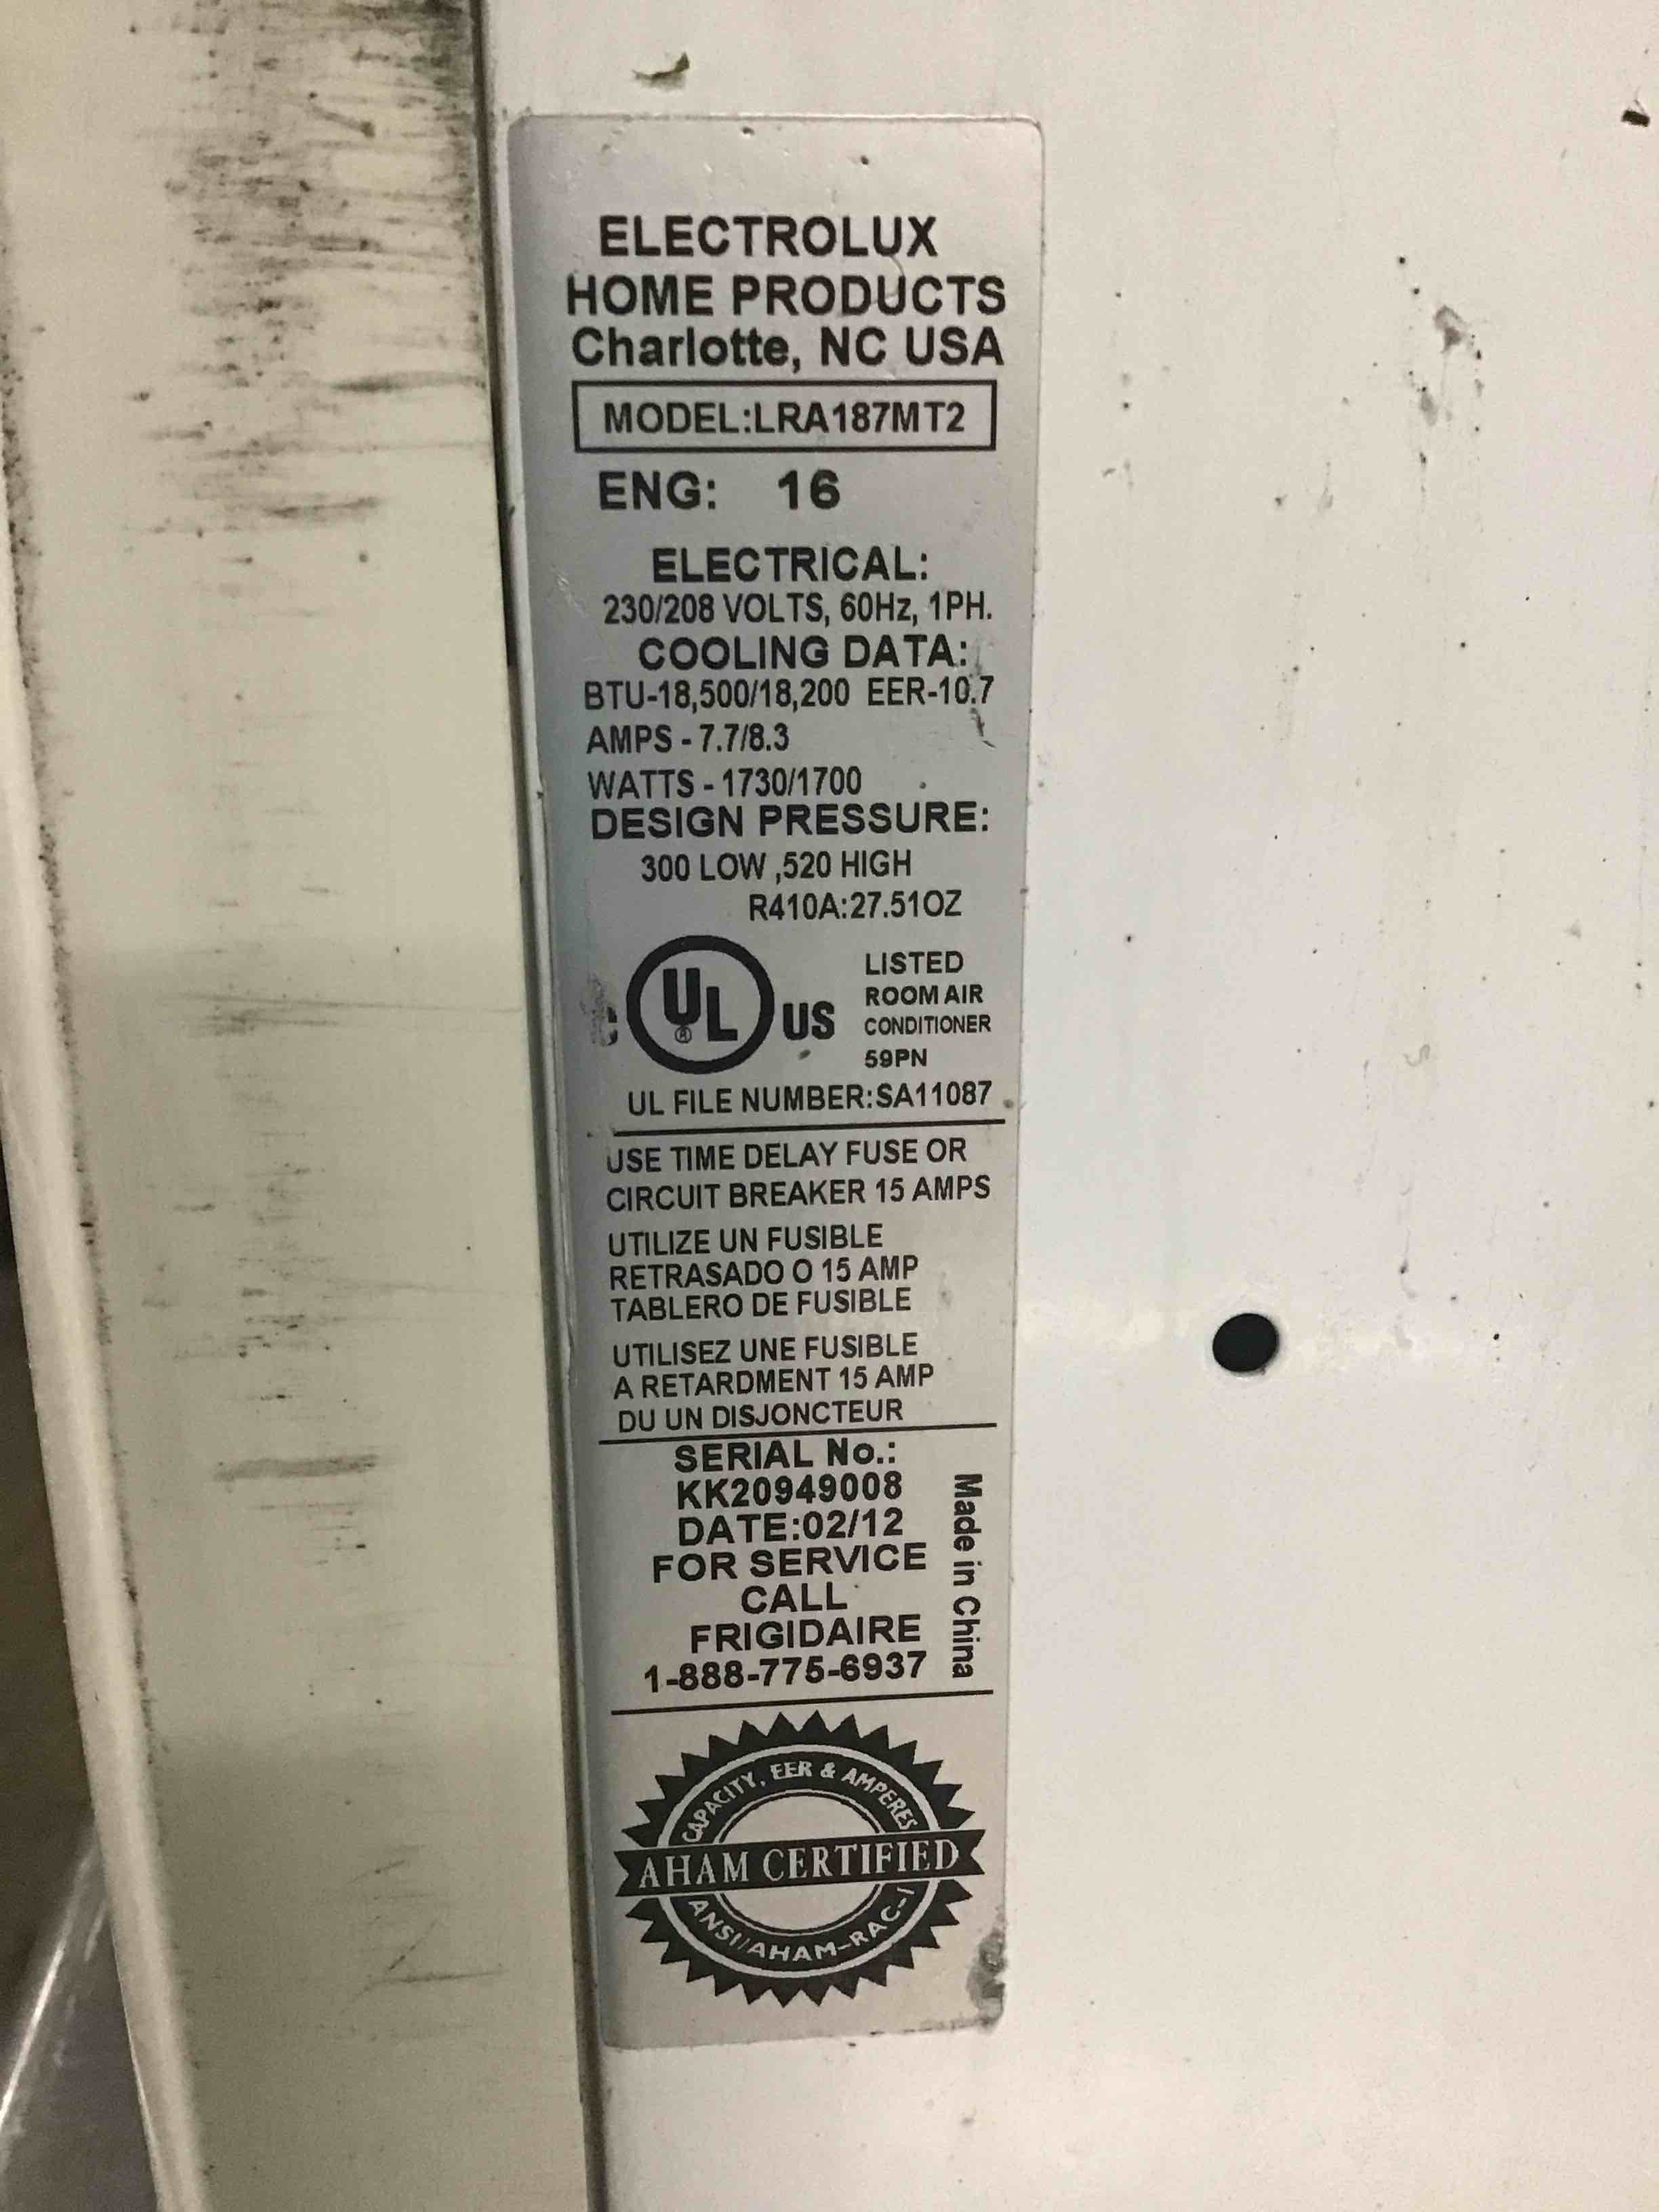 ELECTROLUX
HOME PRODUCTS
Charlotte, NC USA
MODEL:LRA187MT2
ENG: 16
ELECTRICAL:
230/208 VOLTS, 60Hz, 1PH.
COOLING DATA:
BTU-18,500/18,200 EER-10.7
AMPS - 7.7/8.3
WATTS - 1730/1700
DESIGN PRESSURE:
300 LOW ,520 HIGH
R410A:27.51OZ
C UL® US
LISTED
ROOM AIR
CONDITIONER
59PN
UL FILE NUMBER:SA11087
USE TIME DELAY FUSE OR
CIRCUIT BREAKER 15 AMPS
UTILIZE UN FUSIBLE
RETRASADO O 15 AMP
TABLERO DE FUSIBLE
UTILISEZ UNE FUSIBLE
A RETARDMENT 15 AMP
DU UN DISJONCTEUR
SERIAL No.:
KK20949008
DATE:02/12
FOR SERVICE
CALL
FRIGIDAIRE
1-888-775-6937
Made in China
CAPACITY, EER & AMPERES
AHAM CERTIFIED
ANSI/AHAM-RAC-1